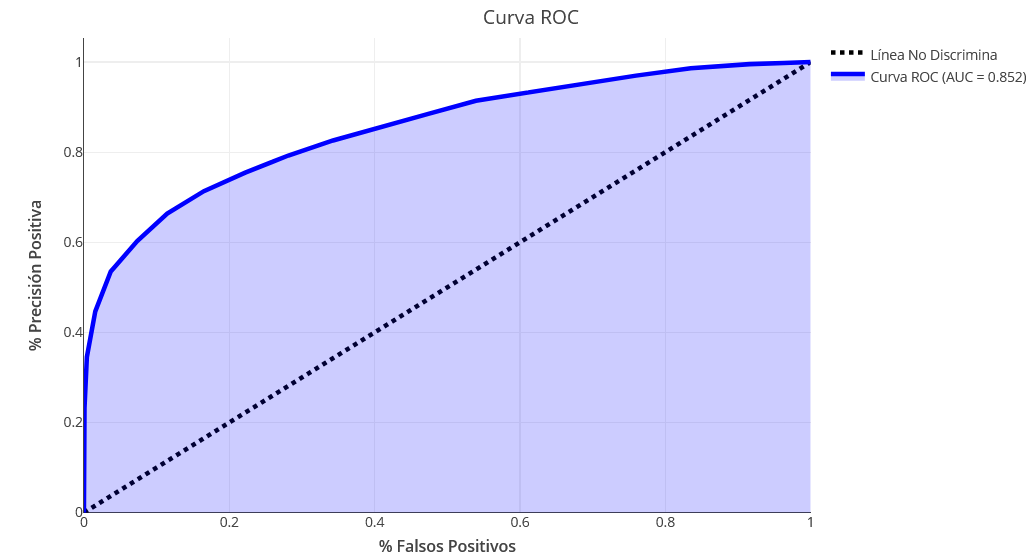 Curva ROC
Línea No Discrimina
Curva ROC (AUC = 0.852)
% Precisión Positiva
1
0.8
0.6
0.4
0.2
0
0
0.2
0.4
0.6
0.8
1
% Falsos Positivos